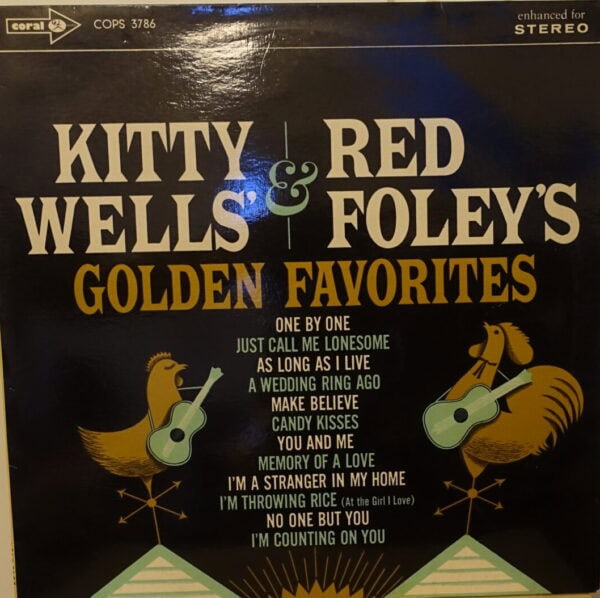 coral COPS 3786
enhanced for
STEREO
KITTY WELLS' & RED FOLEY'S
GOLDEN FAVORITES
ONE BY ONE
JUST CALL ME LONESOME
AS LONG AS I LIVE
A WEDDING RING AGO
MAKE BELIEVE
CANDY KISSES
YOU AND ME
MEMORY OF A LOVE
I'M A STRANGER IN MY HOME
I'M THROWING RICE (At the Girl I Love)
NO ONE BUT YOU
I'M COUNTING ON YOU